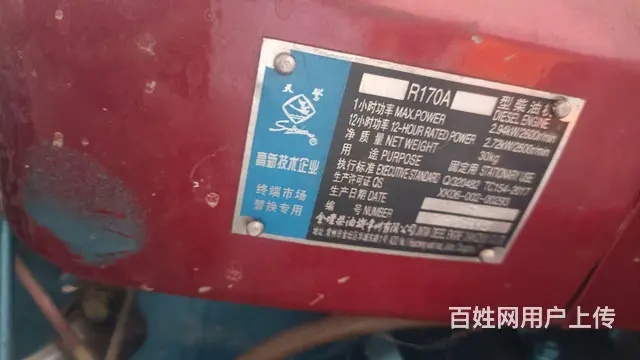 天擎
高新技术企业
终端市场
替换专用
R170A 型柴油
DIESEL ENGINE
1小时功率 MAX.POWER 2.94kW/2600r/min
12小时功率 12-HOUR RATED POWER 2.72kW/2600r/min
净质量 NET WEIGHT 30kg
用途 PURPOSE 固定用 STATIONARY USE
执行标准 EXECUTIVE STANDARD Q/320482 TC154-2017
生产许可证 QS XK06-002-00293
生产日期 DATE
编号 NUMBER
百姓网用户上传